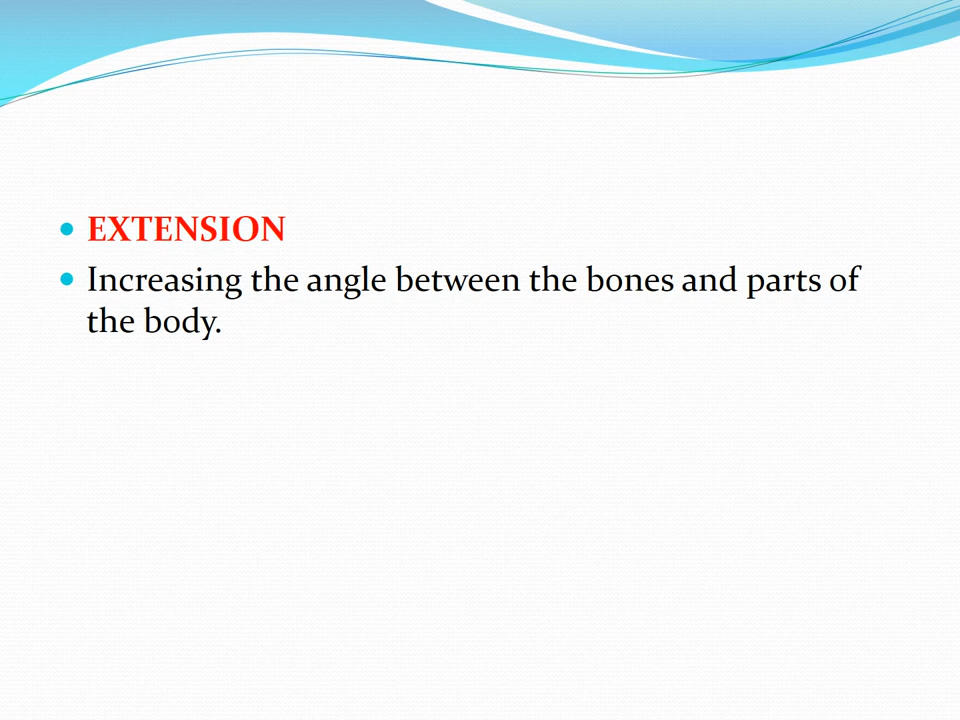 EXTENSION
Increasing the angle between the bones and parts of
the body.